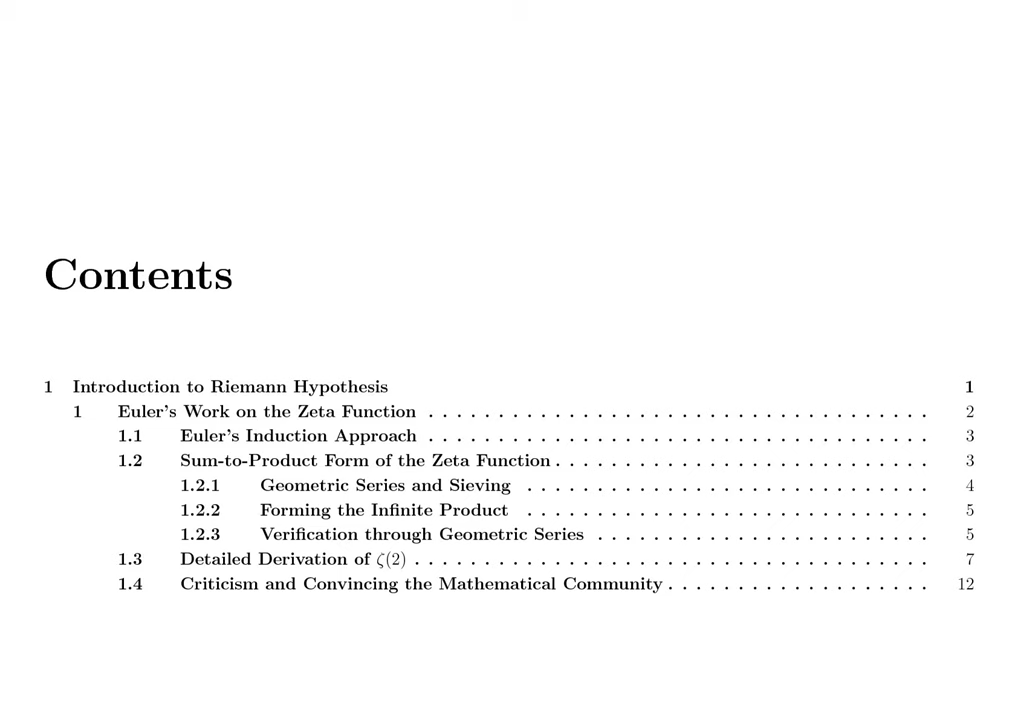 Contents
1 Introduction to Riemann Hypothesis 1
1 Euler's Work on the Zeta Function . . . . . . . . . . . . . . . . . . . . . . . . . . . . . . . . . . . . 2
1.1 Euler's Induction Approach . . . . . . . . . . . . . . . . . . . . . . . . . . . . . . . . . . . . 3
1.2 Sum-to-Product Form of the Zeta Function . . . . . . . . . . . . . . . . . . . . . . . . . . . 3
1.2.1 Geometric Series and Sieving . . . . . . . . . . . . . . . . . . . . . . . . . . . . . 4
1.2.2 Forming the Infinite Product . . . . . . . . . . . . . . . . . . . . . . . . . . . . . 5
1.2.3 Verification through Geometric Series . . . . . . . . . . . . . . . . . . . . . . . . 5
1.3 Detailed Derivation of ζ(2) . . . . . . . . . . . . . . . . . . . . . . . . . . . . . . . . . . . . . 7
1.4 Criticism and Convincing the Mathematical Community . . . . . . . . . . . . . . . . . . . 12